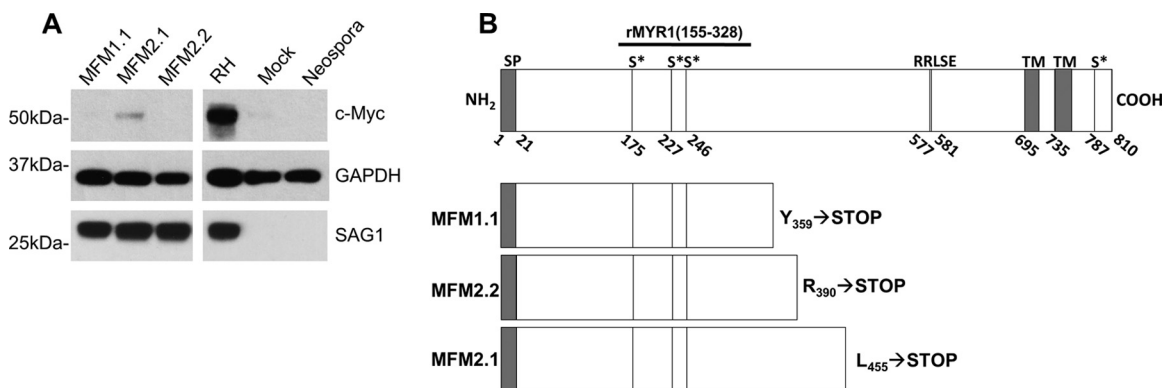 A
MFM1.1 MFM2.1 MFM2.2 RH Mock Neospora
50kDa- c-Myc
37kDa- GAPDH
25kDa- SAG1
B
rMYR1(155-328)
SP S* S*S* RRLSE TM TM S*
NH2 COOH
1 21 175 227 246 577 581 695 735 787 810
MFM1.1 Y359→STOP
MFM2.2 R390→STOP
MFM2.1 L455→STOP